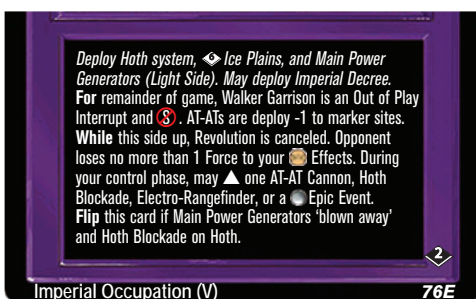 Deploy Hoth system, 6 Ice Plains, and Main Power
Generators (Light Side). May deploy Imperial Decree.
For remainder of game, Walker Garrison is an Out of Play
Interrupt and S . AT-ATs are deploy -1 to marker sites.
While this side up, Revolution is canceled. Opponent
loses no more than 1 Force to your Effects. During
your control phase, may ▲ one AT-AT Cannon, Hoth
Blockade, Electro-Rangefinder, or a Epic Event.
Flip this card if Main Power Generators 'blown away'
and Hoth Blockade on Hoth.
2
Imperial Occupation (V) 76E